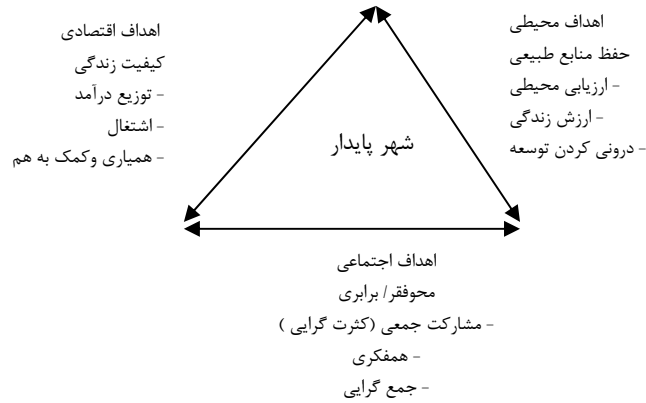 اهداف محیطی
حفظ منابع طبیعی
- ارزیابی محیطی
- ارزش زندگی
- درونی کردن توسعه
اهداف اقتصادی
کیفیت زندگی
- توزیع درآمد
- اشتغال
- همیاری وکمک به هم
شهر پایدار
اهداف اجتماعی
محوفقر/ برابری
- مشارکت جمعی (کثرت گرایی )
- همفکری
- جمع گرایی